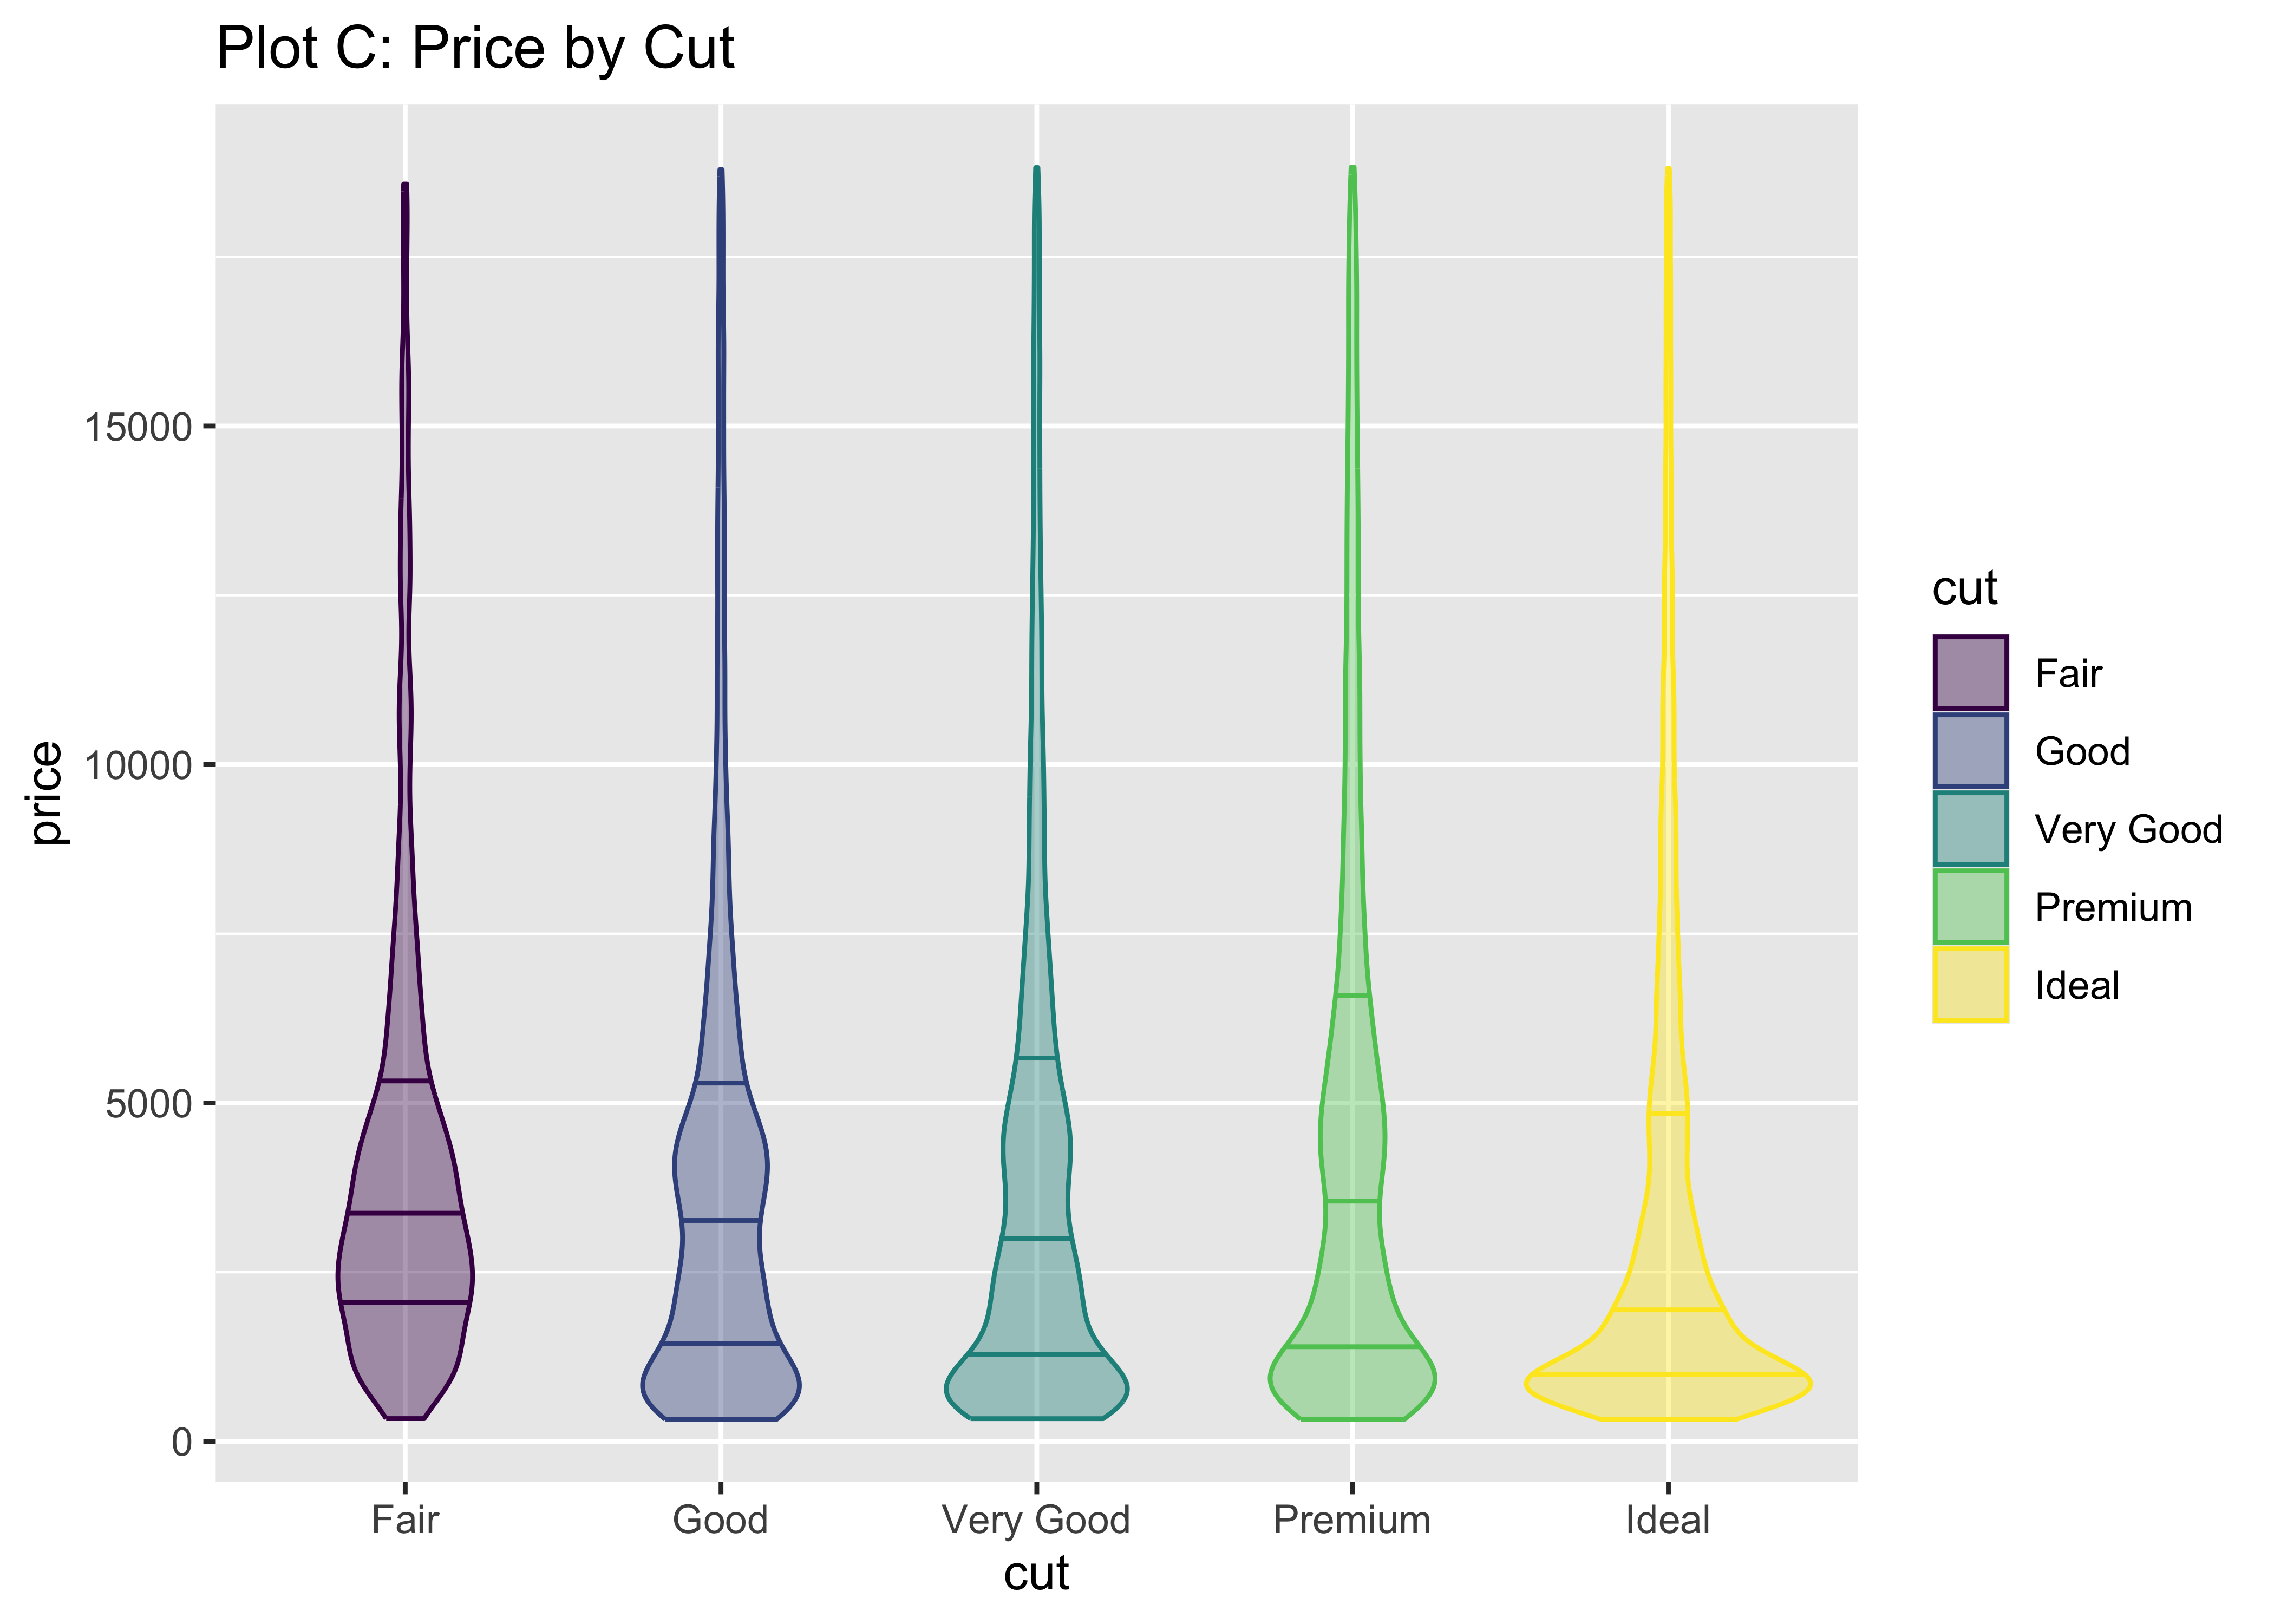 Plot C: Price by Cut
15000
10000
5000
0
price
Fair
Good
Very Good
Premium
Ideal
cut
cut
Fair
Good
Very Good
Premium
Ideal